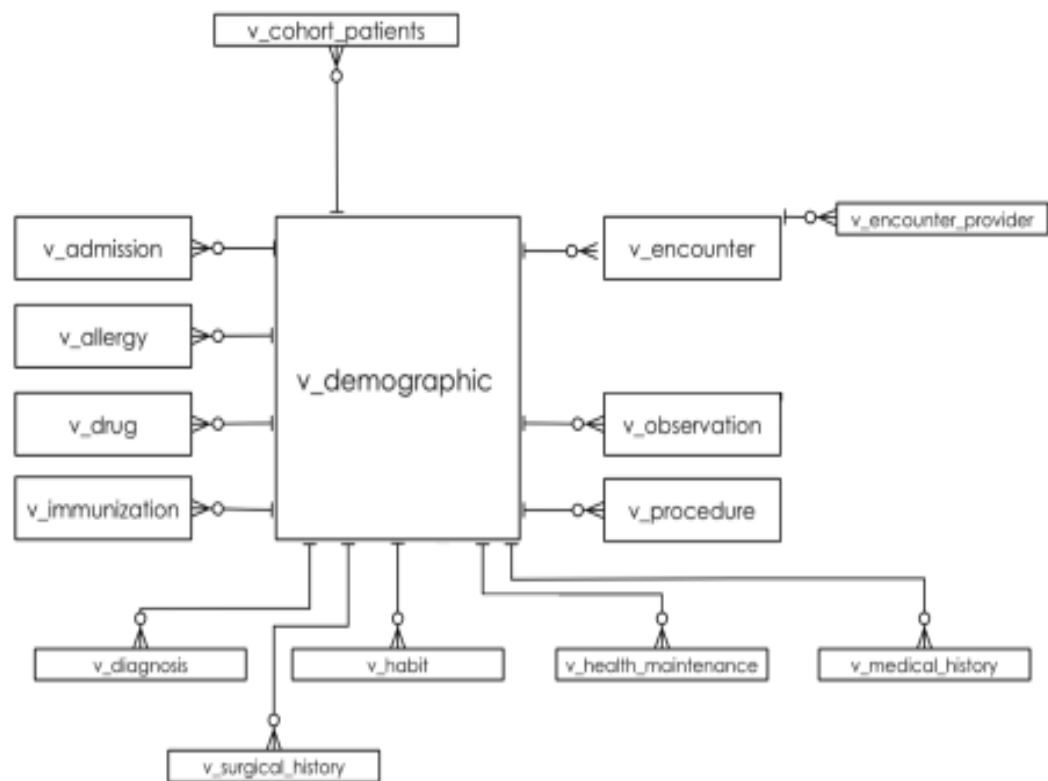 v_cohort_patients
v_admission
v_encounter
v_encounter_provider
v_allergy
v_demographic
v_drug
v_observation
v_immunization
v_procedure
v_diagnosis
v_habit
v_health_maintenance
v_medical_history
v_surgical_history